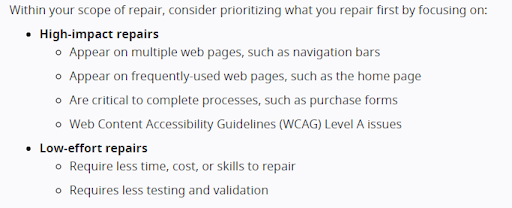 Within your scope of repair, consider prioritizing what you repair first by focusing on:
High-impact repairs
Appear on multiple web pages, such as navigation bars
Appear on frequently-used web pages, such as the home page
Are critical to complete processes, such as purchase forms
Web Content Accessibility Guidelines (WCAG) Level A issues
Low-effort repairs
Require less time, cost, or skills to repair
Requires less testing and validation